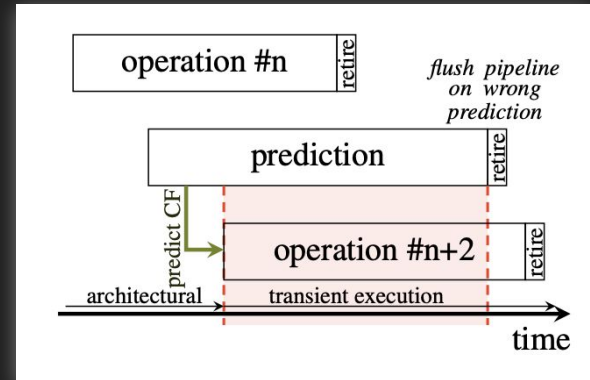 operation #n
retire
flush pipeline
on wrong
prediction
prediction
retire
predict CF
operation #n+2
retire
architectural
transient execution
time